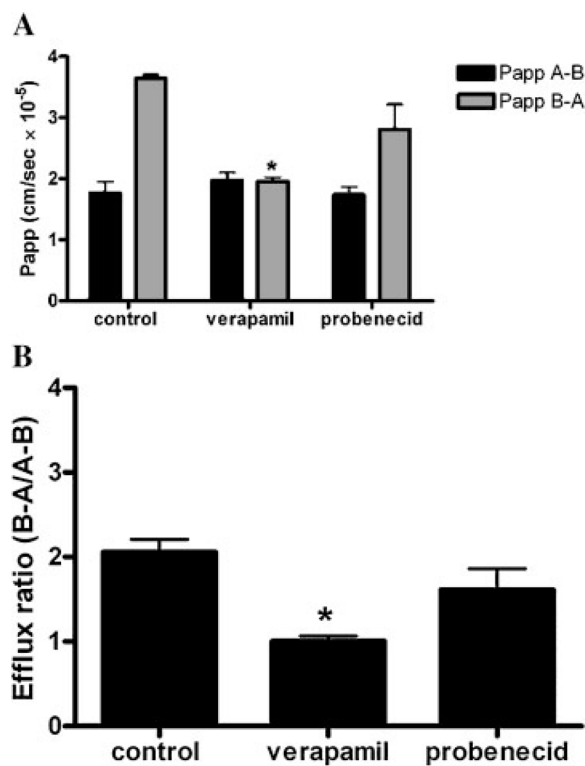 A
Papp (cm/sec × 10⁻⁵)
4
3
2
1
0
*
control
verapamil
probenecid
Papp A-B
Papp B-A
B
Efflux ratio (B-A/A-B)
4
3
2
1
0
*
control
verapamil
probenecid